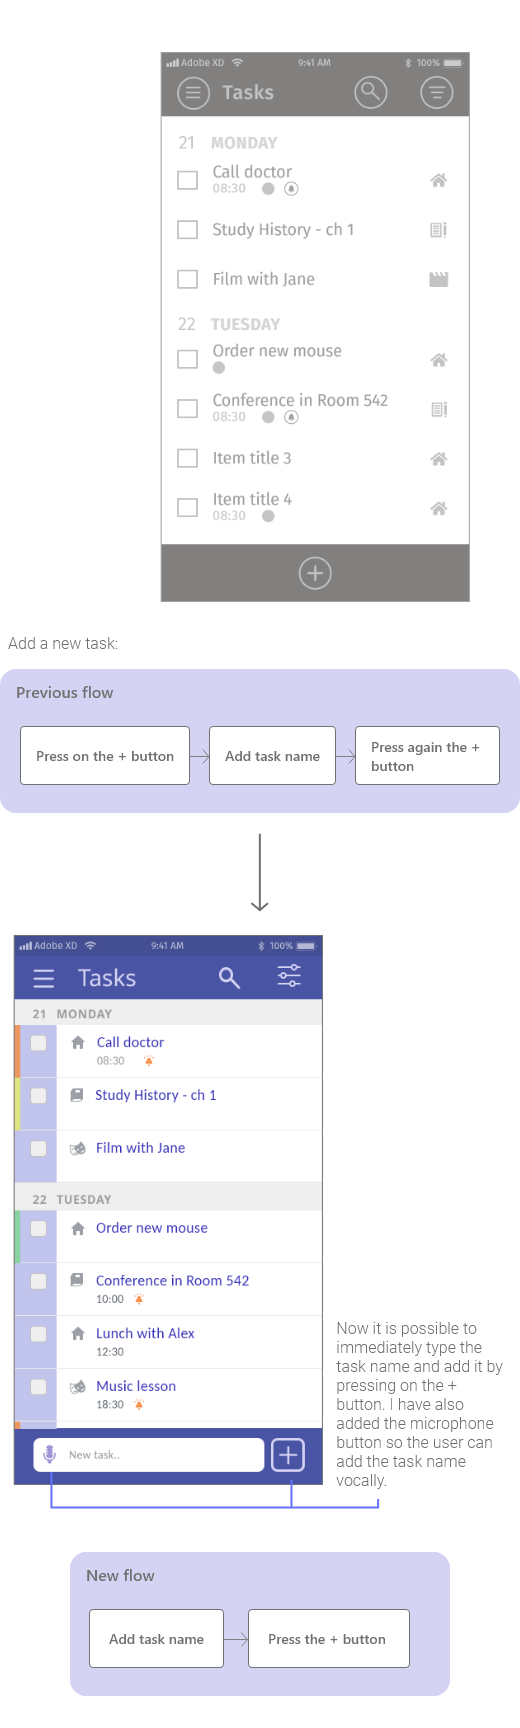 Adobe XD 9:41 AM 100%
Tasks
21 MONDAY
Call doctor
08:30
Study History - ch 1
Film with Jane
22 TUESDAY
Order new mouse
Conference in Room 542
08:30
Item title 3
Item title 4
08:30
Add a new task:
Previous flow
Press on the + button
Add task name
Press again the +
button
Adobe XD 9:41 AM 100%
Tasks
21 MONDAY
Call doctor
08:30
Study History - ch 1
Film with Jane
22 TUESDAY
Order new mouse
Conference in Room 542
10:00
Lunch with Alex
12:30
Music lesson
18:30
New task..
Now it is possible to
immediately type the
task name and add it by
pressing on the +
button. I have also
added the microphone
button so the user can
add the task name
vocally.
New flow
Add task name
Press the + button